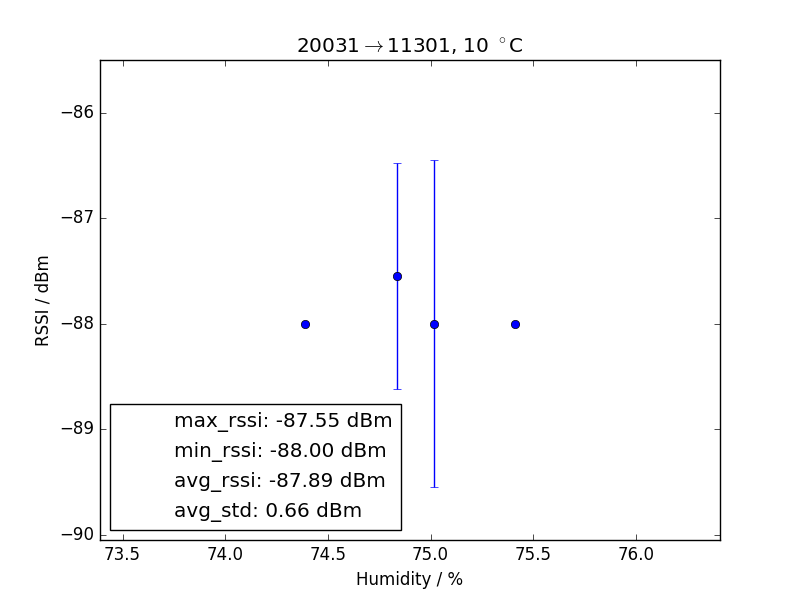 20031→11301, 10 °C
−86
−87
−88
−89
−90
RSSI / dBm
max_rssi: -87.55 dBm
min_rssi: -88.00 dBm
avg_rssi: -87.89 dBm
avg_std: 0.66 dBm
73.5 74.0 74.5 75.0 75.5 76.0
Humidity / %